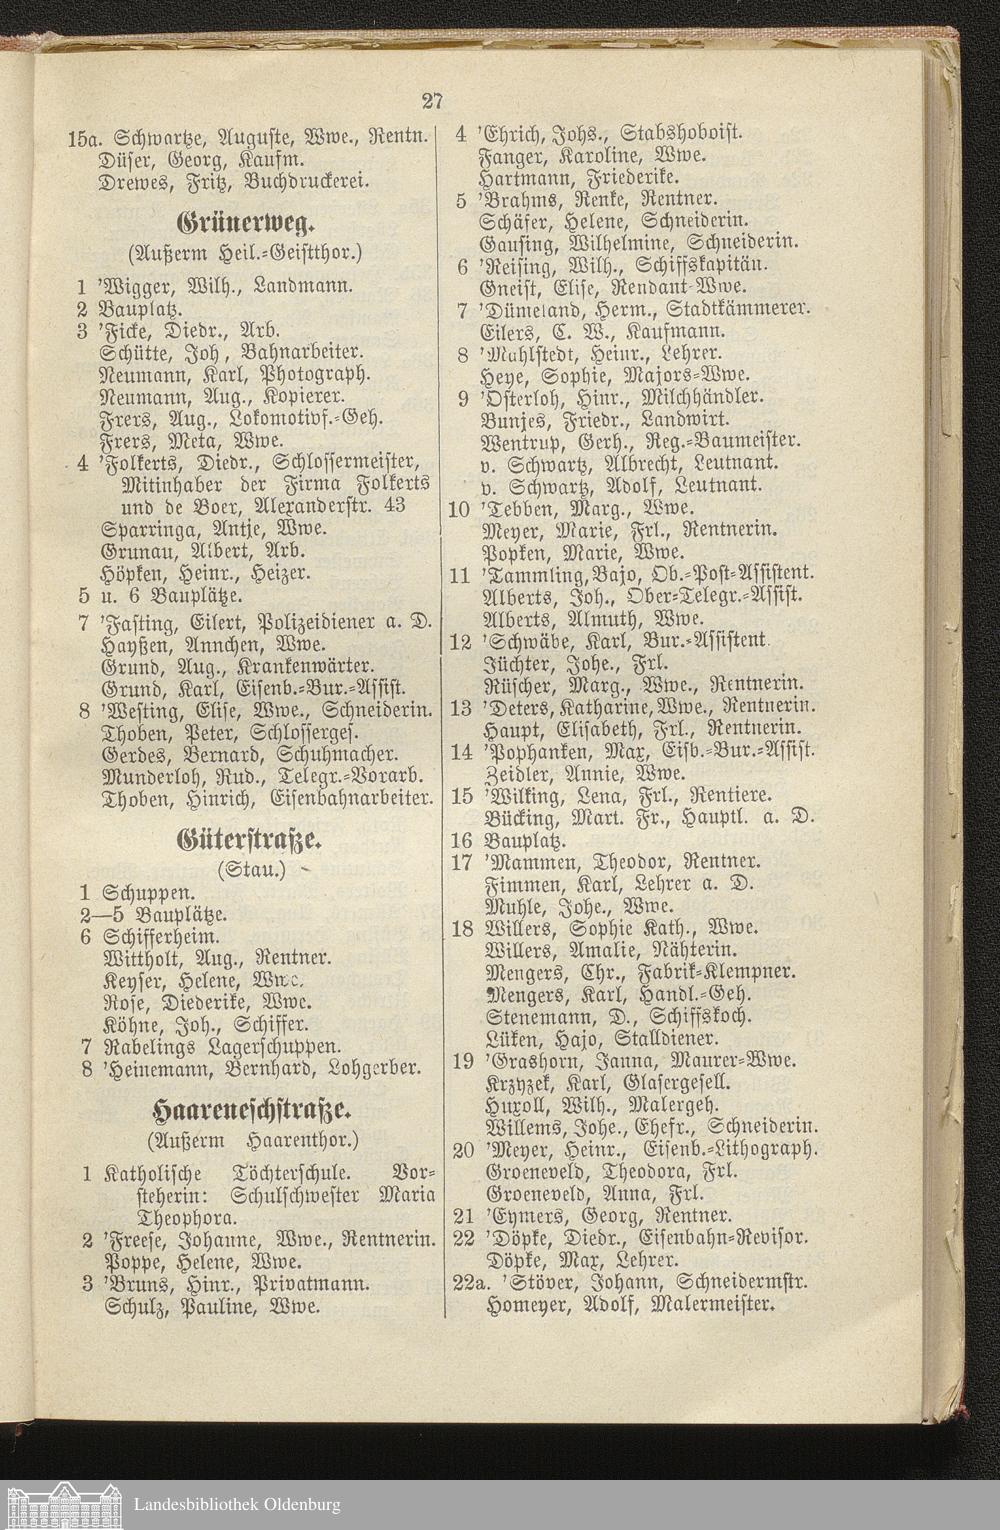 27
15a. Schwartze, Auguste, Wwe., Rentn.
Düser, Georg, Kaufm.
Drewes, Fritz, Buchdruckerei.
Grünerweg.
(Außerm Heil.=Geistthor.)
1 'Wigger, Wilh., Landmann.
2 Bauplatz.
3 'Ficke, Diedr., Arb.
Schütte, Joh, Bahnarbeiter.
Neumann, Karl, Photograph.
Neumann, Aug., Kopierer.
Frers, Aug., Lokomotivf.=Geh.
Frers, Meta, Wwe.
4 'Folkerts, Diedr., Schlossermeister,
Mitinhaber der Firma Folkerts
und de Boer, Alexanderstr. 43
Sparringa, Antje, Wwe.
Grunau, Albert, Arb.
Höpken, Heinr., Heizer.
5 u. 6 Bauplätze.
7 'Fasting, Eilert, Polizeidiener a. D.
Hayßen, Annchen, Wwe.
Grund, Aug., Krankenwärter.
Grund, Karl, Eisenb.=Bur.=Assist.
8 'Westing, Elise, Wwe., Schneiderin.
Thoben, Peter, Schlosserges.
Gerdes, Bernard, Schuhmacher.
Munderloh, Rud., Telegr.=Vorarb.
Thoben, Hinrich, Eisenbahnarbeiter.
Güterstraße.
(Stau.)
1 Schuppen.
2—5 Bauplätze.
6 Schifferheim.
Wittholt, Aug., Rentner.
Keyser, Helene, Wwe.
Rose, Diederike, Wwe.
Köhne, Joh., Schiffer.
7 Rabelings Lagerschuppen.
8 'Heinemann, Bernhard, Lohgerber.
Haareneschstraße.
(Außerm Haarenthor.)
1 Katholische Töchterschule. Vor=
steherin: Schulschwester Maria
Theophora.
2 'Freese, Johanne, Wwe., Rentnerin.
Poppe, Helene, Wwe.
3 'Bruns, Hinr., Privatmann.
Schulz, Pauline, Wwe.
4 'Ehrich, Johs., Stabshoboist.
Fanger, Karoline, Wwe.
Hartmann, Friederike.
5 'Brahms, Renke, Rentner.
Schäfer, Helene, Schneiderin.
Gausing, Wilhelmine, Schneiderin.
6 'Reising, Wilh., Schiffskapitän.
Gneist, Elise, Rendant-Wwe.
7 'Dümeland, Herm., Stadtkämmerer.
Eilers, C. W., Kaufmann.
8 'Muhlstedt, Heinr., Lehrer.
Heye, Sophie, Majors=Wwe.
9 'Osterloh, Hinr., Milchhändler.
Bunjes, Friedr., Landwirt.
Wentrup, Gerh., Reg.=Baumeister.
v. Schwartz, Albrecht, Leutnant.
v. Schwartz, Adolf, Leutnant.
10 'Tebben, Marg., Wwe.
Meyer, Marie, Frl., Rentnerin.
Popken, Marie, Wwe.
11 'Tammling, Bajo, Ob.=Post=Assistent.
Alberts, Joh., Ober=Telegr.=Assist.
Alberts, Almuth, Wwe.
12 'Schwäbe, Karl, Bur.=Assistent.
Jüchter, Johe., Frl.
Rüscher, Marg., Wwe., Rentnerin.
13 'Deters, Katharine, Wwe., Rentnerin.
Haupt, Elisabeth, Frl., Rentnerin.
14 'Pophanken, Max, Eisb.=Bur.=Assist.
Zeidler, Annie, Wwe.
15 'Wilking, Lena, Frl., Rentiere.
Bücking, Mart. Fr., Hauptl. a. D.
16 Bauplatz.
17 'Mammen, Theodor, Rentner.
Fimmen, Karl, Lehrer a. D.
Muhle, Johe., Wwe.
18 Willers, Sophie Kath., Wwe.
Willers, Amalie, Nähterin.
Mengers, Chr., Fabrik=Klempner.
Mengers, Karl, Handl.=Geh.
Stenemann, D., Schiffskoch.
Lüken, Hajo, Stalldiener.
19 'Grashorn, Janna, Maurer=Wwe.
Krzyzek, Karl, Glasergesell.
Huxoll, Wilh., Malergeh.
Willems, Johe., Ehefr., Schneiderin.
20 'Meyer, Heinr., Eisenb.=Lithograph.
Groeneveld, Theodora, Frl.
Groeneveld, Anna, Frl.
21 'Eymers, Georg, Rentner.
22 'Döpke, Diedr., Eisenbahn=Revisor.
Döpke, Max, Lehrer.
22a. 'Stöver, Johann, Schneidermstr.
Homeyer, Adolf, Malermeister.
Landesbibliothek Oldenburg